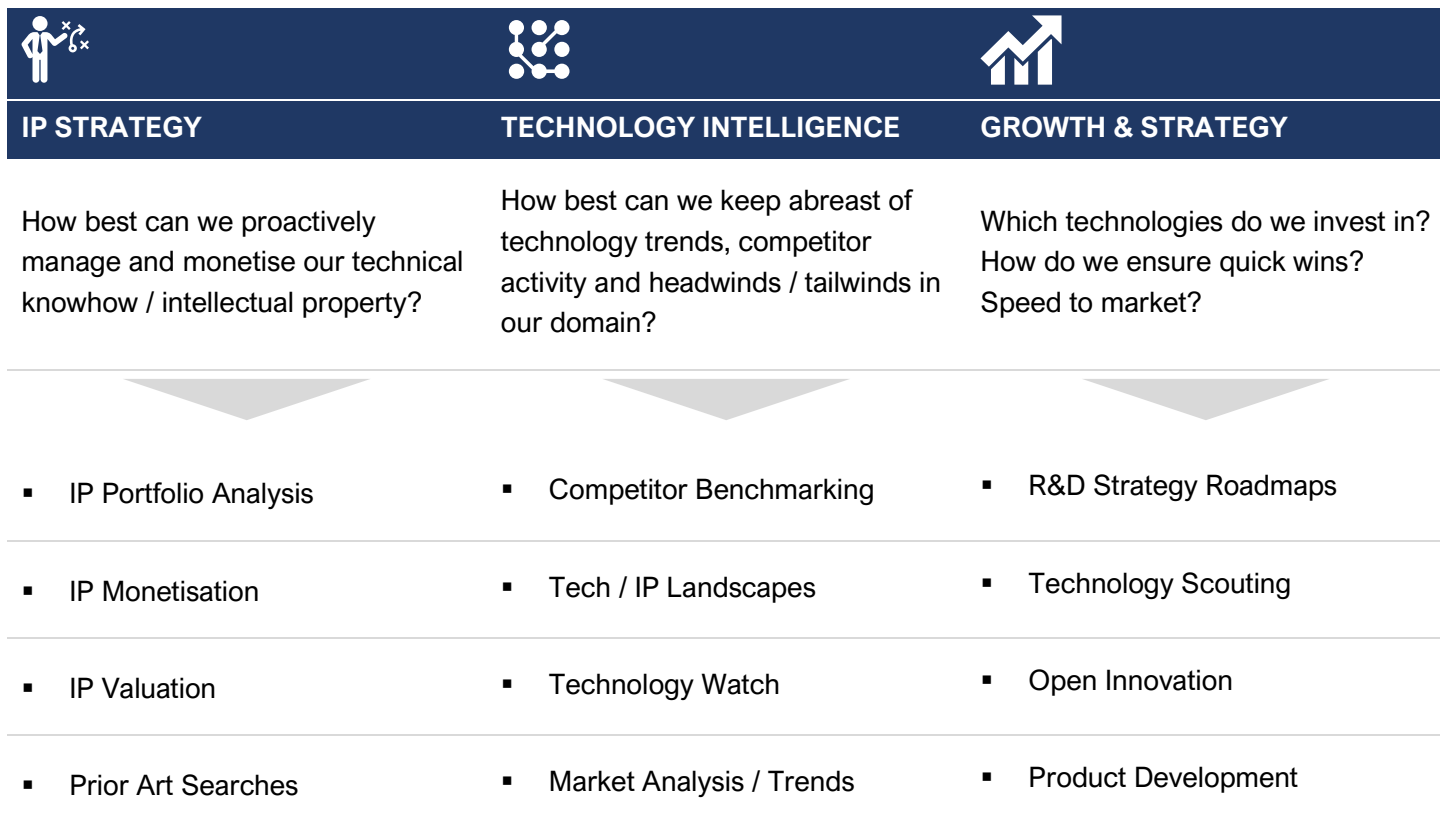 IP STRATEGY
TECHNOLOGY INTELLIGENCE
GROWTH & STRATEGY
How best can we proactively
manage and monetise our technical
knowhow / intellectual property?
How best can we keep abreast of
technology trends, competitor
activity and headwinds / tailwinds in
our domain?
Which technologies do we invest in?
How do we ensure quick wins?
Speed to market?
▪ IP Portfolio Analysis
▪ Competitor Benchmarking
▪ R&D Strategy Roadmaps
▪ IP Monetisation
▪ Tech / IP Landscapes
▪ Technology Scouting
▪ IP Valuation
▪ Technology Watch
▪ Open Innovation
▪ Prior Art Searches
▪ Market Analysis / Trends
▪ Product Development